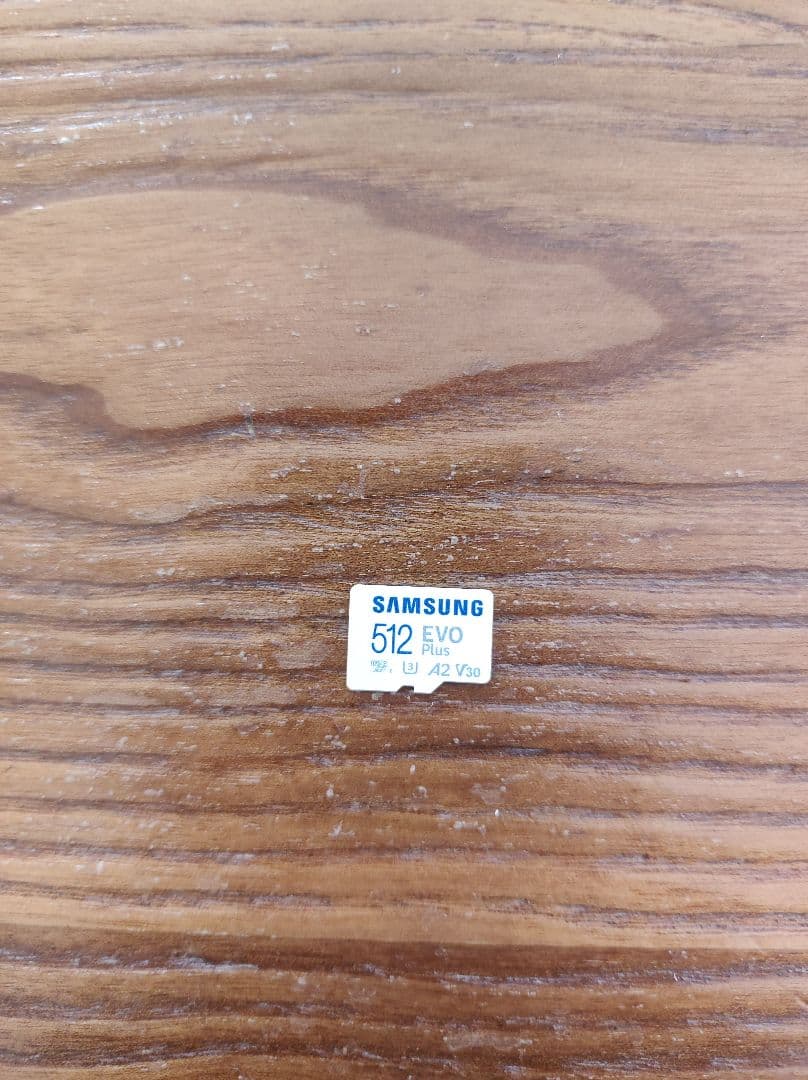 SAMSUNG
512 EVO
Plus
I U3 A2 V30